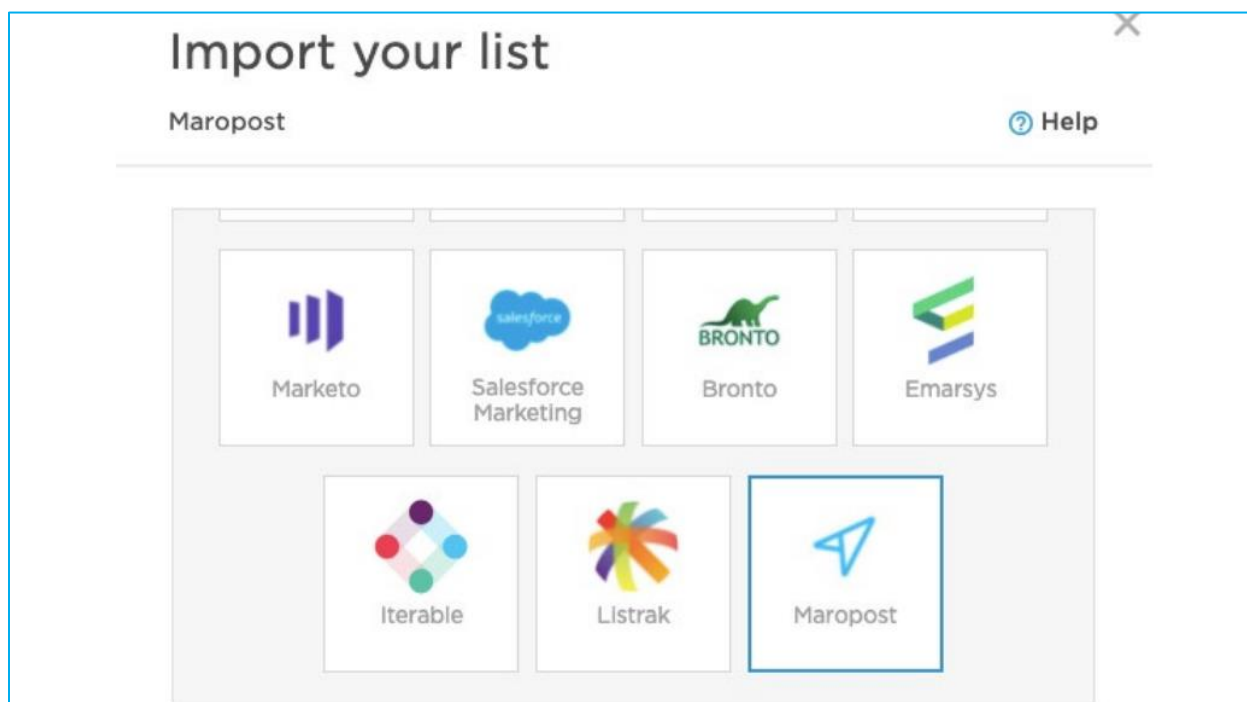 Import your list
Maropost
Help
salesforce
BRONTO
Marketo
Salesforce
Marketing
Bronto
Emarsys
Iterable
Listrak
Maropost